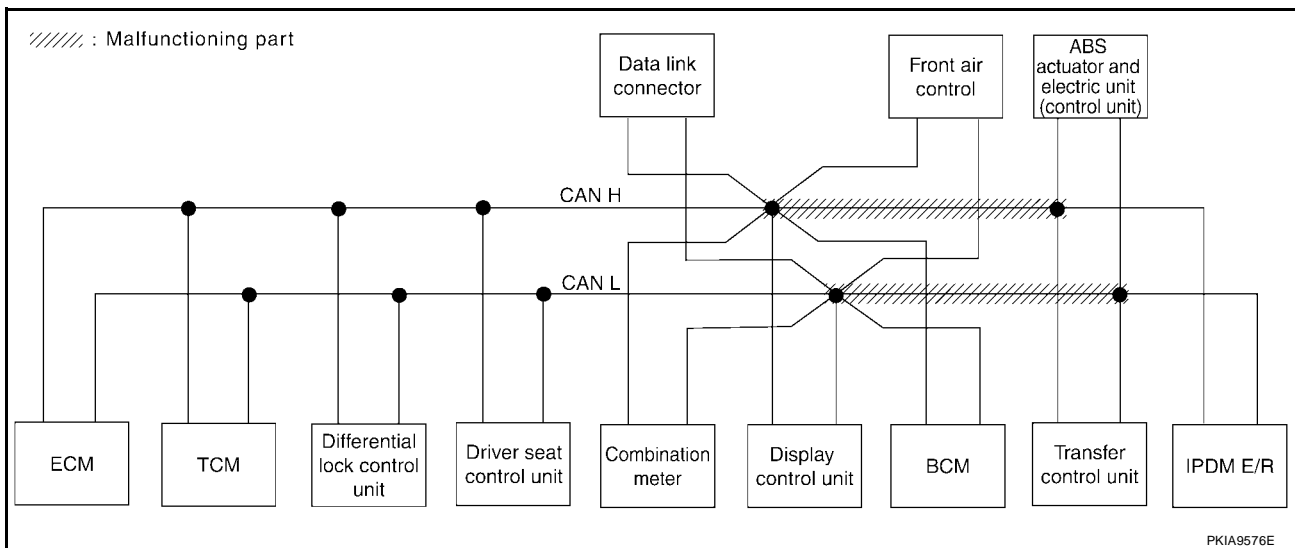 : Malfunctioning part
Data link
connector
Front air
control
ABS
actuator and
electric unit
(control unit)
CAN H
CAN L
ECM
TCM
Differential
lock control
unit
Driver seat
control unit
Combination
meter
Display
control unit
BCM
Transfer
control unit
IPDM E/R
PKIA9576E